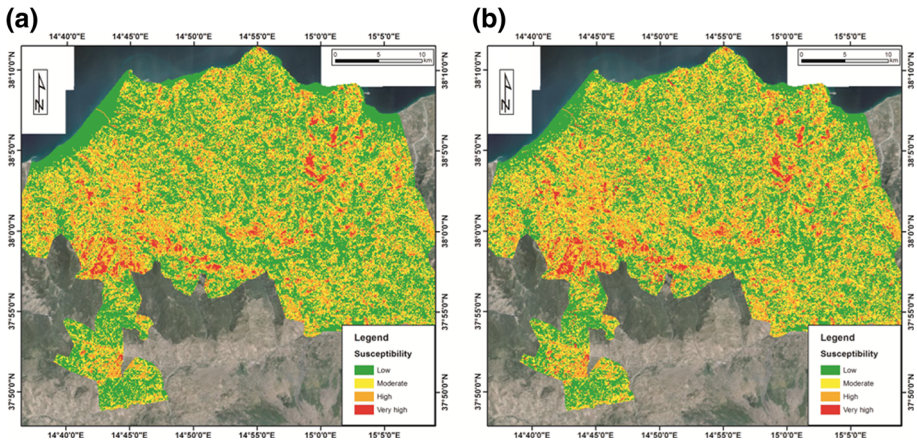 (a)
14°40'0"E 14°45'0"E 14°50'0"E 14°55'0"E 15°0'0"E 15°5'0"E
N
0 5 10
km
38°10'0"N
38°5'0"N
38°0'0"N
37°55'0"N
37°50'0"N
Legend
Susceptibility
Low
Moderate
High
Very high
14°40'0"E 14°45'0"E 14°50'0"E 14°55'0"E 15°0'0"E 15°5'0"E
(b)
14°40'0"E 14°45'0"E 14°50'0"E 14°55'0"E 15°0'0"E 15°5'0"E
N
0 5 10
km
38°10'0"N
38°5'0"N
38°0'0"N
37°55'0"N
37°50'0"N
Legend
Susceptibility
Low
Moderate
High
Very high
14°40'0"E 14°45'0"E 14°50'0"E 14°55'0"E 15°0'0"E 15°5'0"E